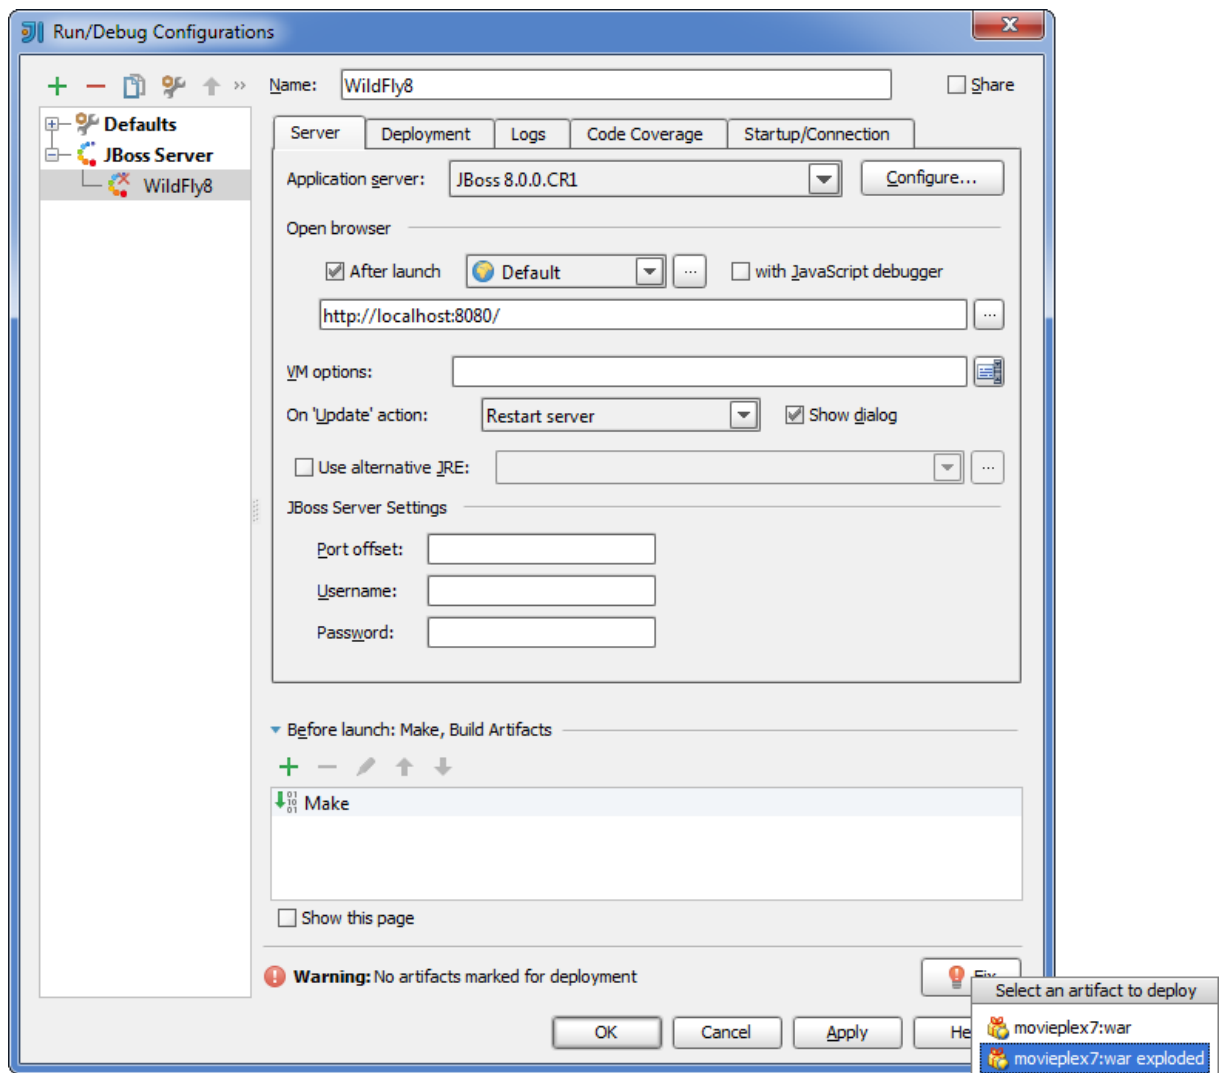 Run/Debug Configurations
Name: WildFly8 Share
Defaults
JBoss Server
WildFly8
Server Deployment Logs Code Coverage Startup/Connection
Application server: JBoss 8.0.0.CR1 Configure...
Open browser
After launch Default ... with JavaScript debugger
http://localhost:8080/ ...
VM options:
On 'Update' action: Restart server Show dialog
Use alternative JRE: ...
JBoss Server Settings
Port offset:
Username:
Password:
Before launch: Make, Build Artifacts
Make
Show this page
Warning: No artifacts marked for deployment Fix
Select an artifact to deploy
movieplex7:war
OK Cancel Apply He
movieplex7:war exploded